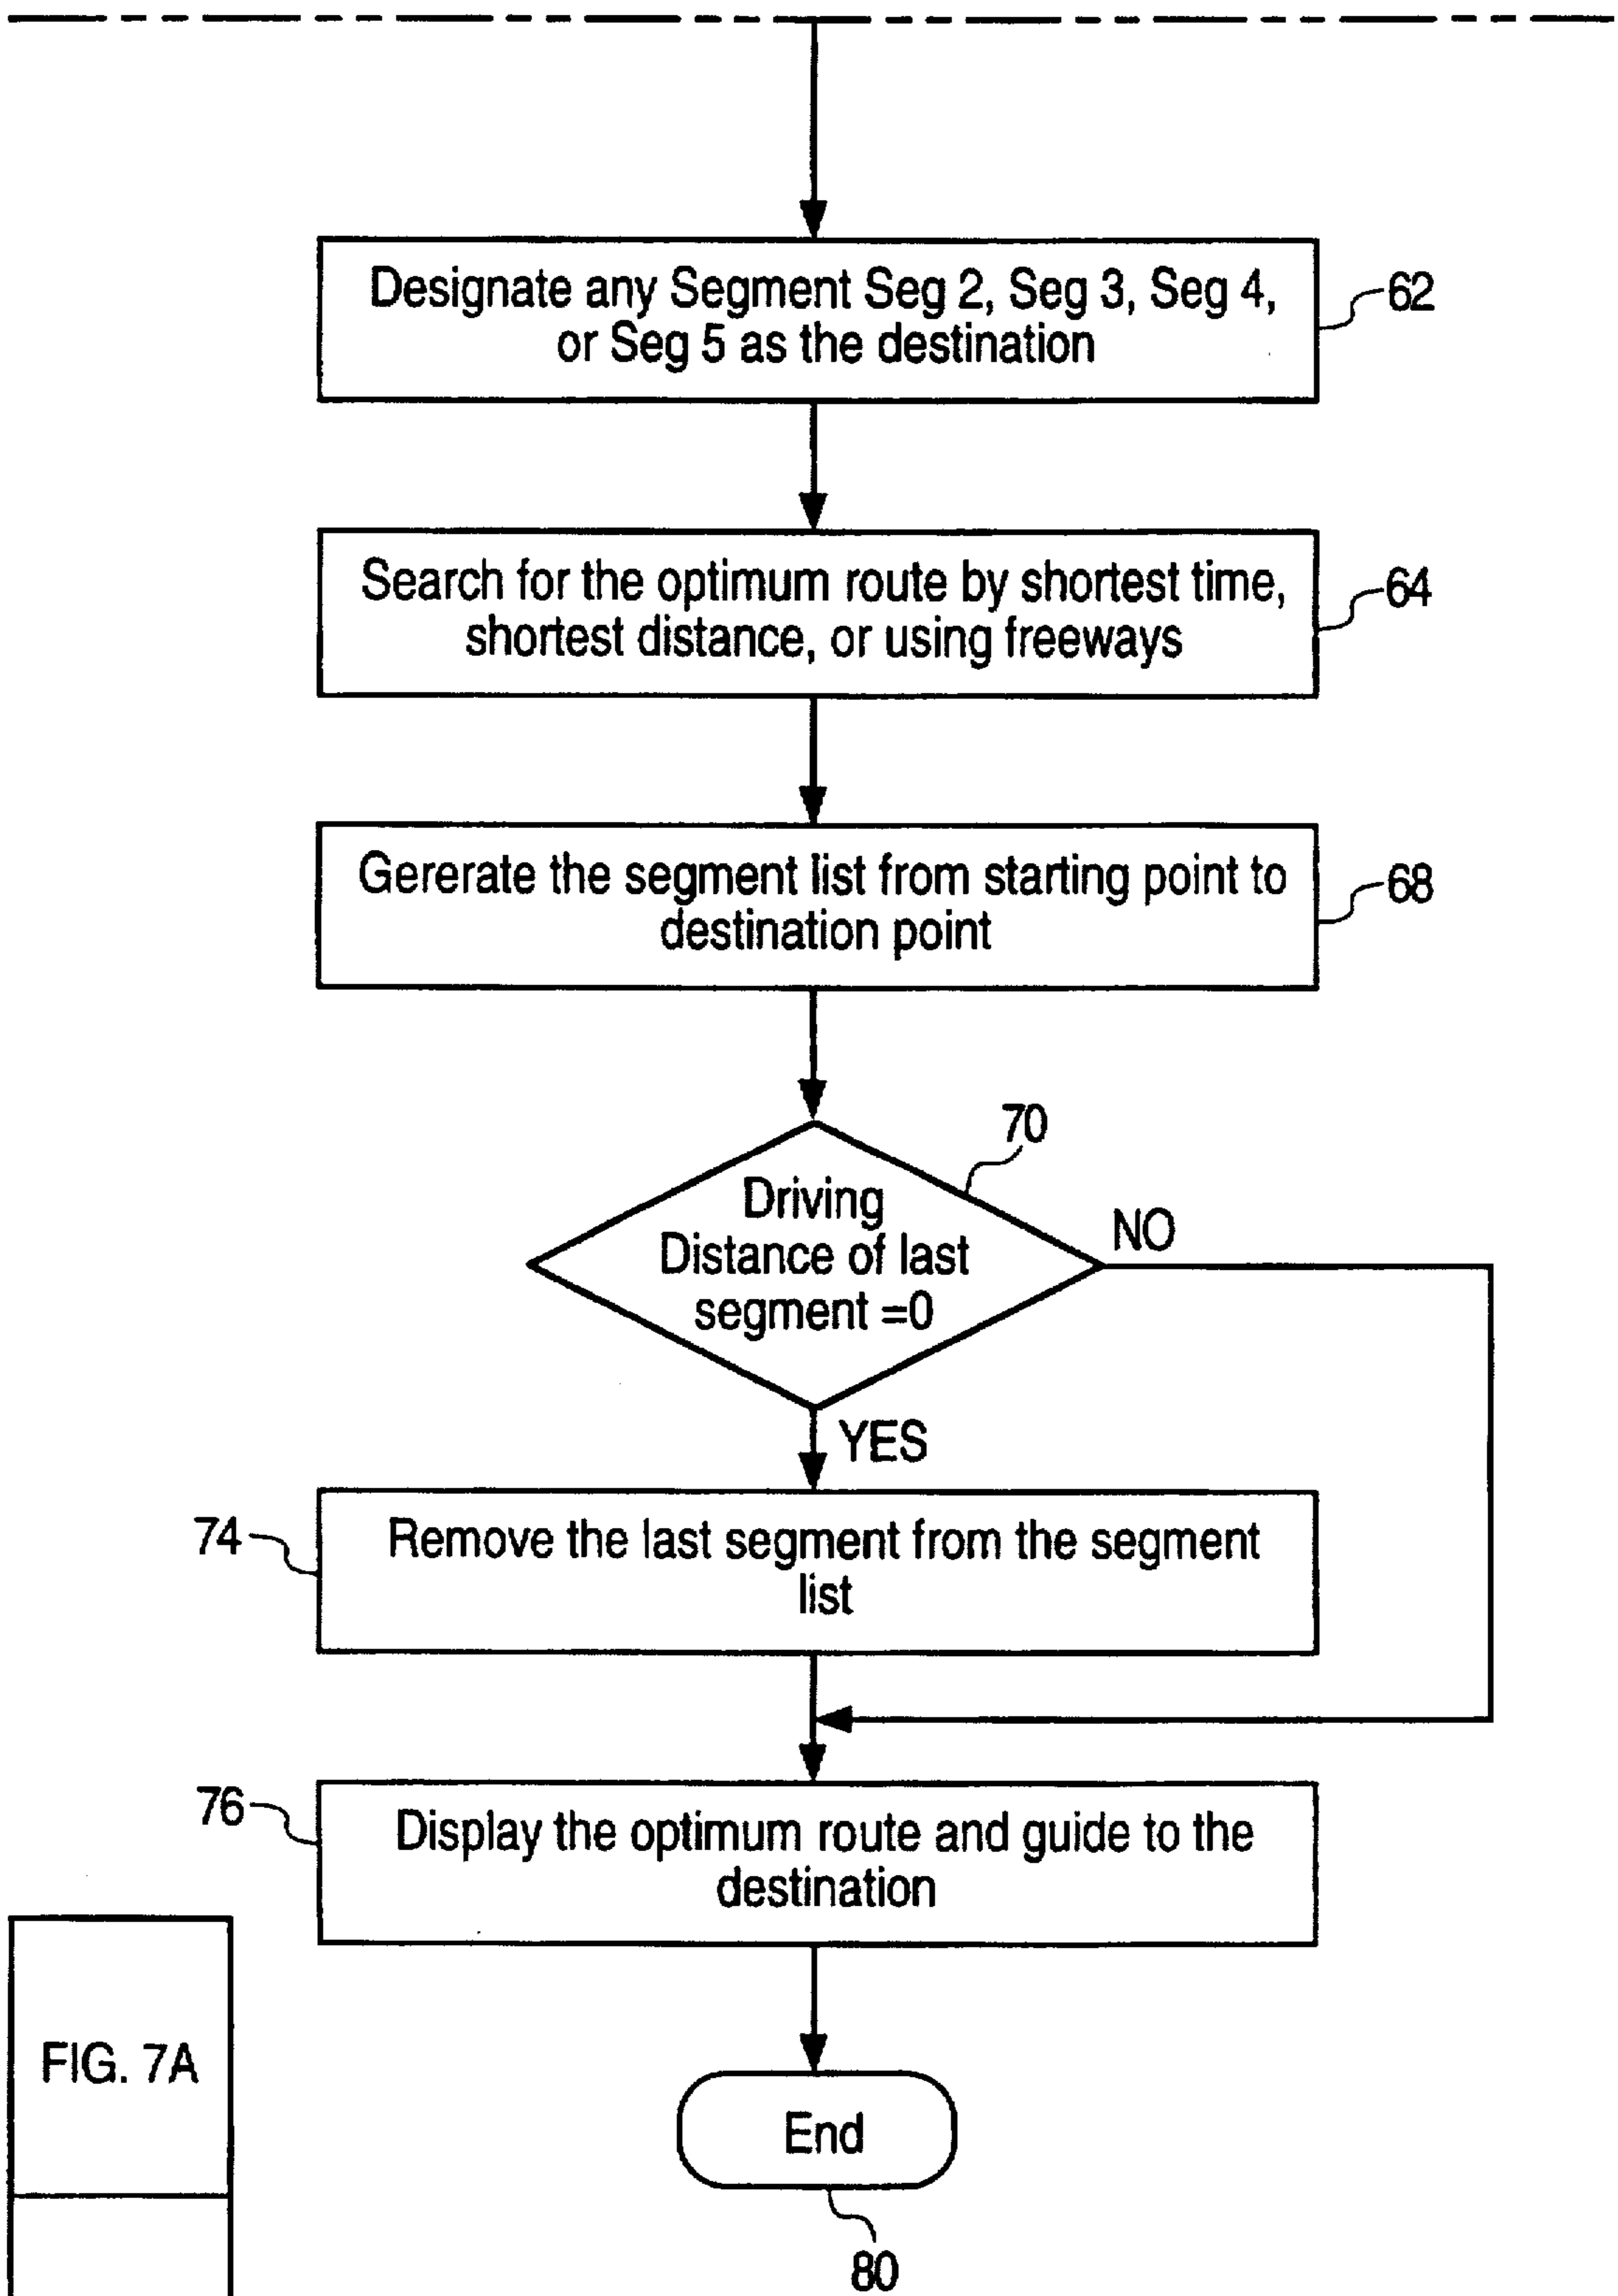 Designate any Segment Seg 2, Seg 3, Seg 4,
or Seg 5 as the destination
62
Search for the optimum route by shortest time,
shortest distance, or using freeways
64
Gererate the segment list from starting point to
destination point
68
70
Driving
Distance of last
segment =0
NO
YES
74
Remove the last segment from the segment
list
76
Display the optimum route and guide to the
destination
FIG. 7A
End
80